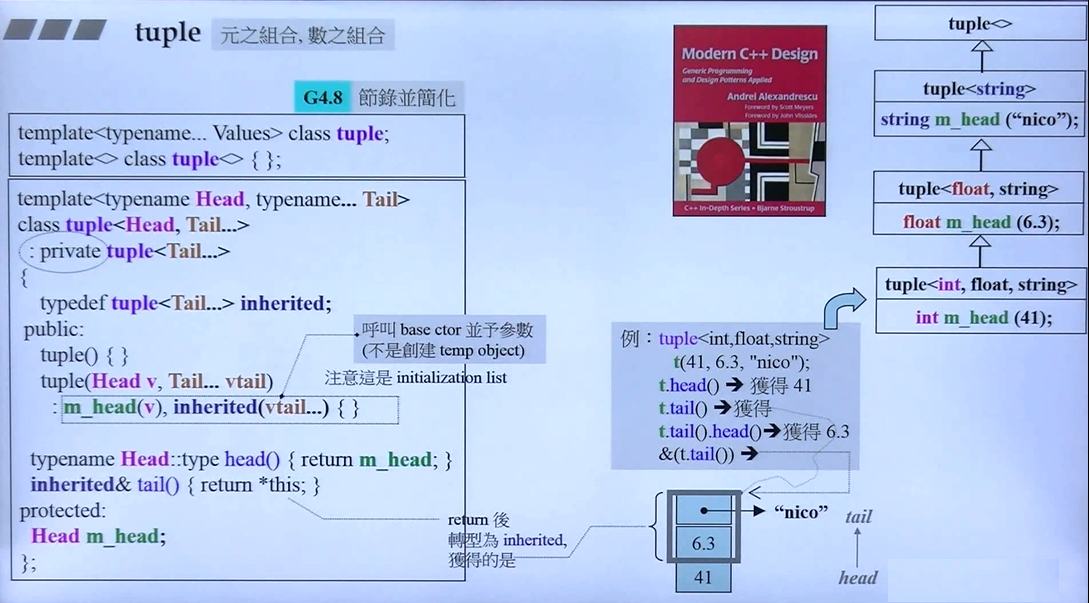 tuple 元之組合, 數之組合
G4.8 節錄並簡化
template<typename... Values> class tuple;
template<> class tuple<> { };
template<typename Head, typename... Tail>
class tuple<Head, Tail...>
: private tuple<Tail...>
{
typedef tuple<Tail...> inherited;
public:
tuple() { }
tuple(Head v, Tail... vtail)
: m_head(v), inherited(vtail...) { }
typename Head::type head() { return m_head; }
inherited& tail() { return *this; }
protected:
Head m_head;
};
呼叫 base ctor 並予參數
(不是創建 temp object)
注意這是 initialization list
return 後
轉型為 inherited,
獲得的是
Modern C++ Design
Generic Programming
and Design Patterns Applied
Andrei Alexandrescu
Foreword by Scott Meyers
Foreword by John Vlissides
C++ In-Depth Series • Bjarne Stroustrup
例：tuple<int,float,string>
t(41, 6.3, "nico");
t.head() ➔ 獲得 41
t.tail() ➔獲得
t.tail().head()➔獲得 6.3
&(t.tail()) ➔
“nico”
6.3
41
tail
head
tuple<>
tuple<string>
string m_head (“nico”);
tuple<float, string>
float m_head (6.3);
tuple<int, float, string>
int m_head (41);